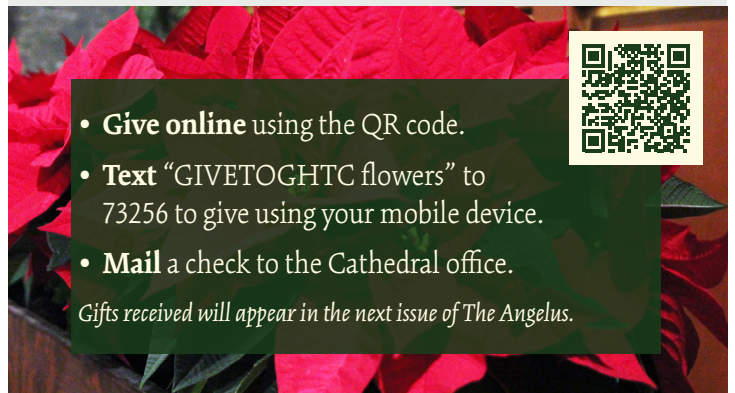 • Give online using the QR code.
• Text “GIVETOGHTC flowers” to
73256 to give using your mobile device.
• Mail a check to the Cathedral office.
Gifts received will appear in the next issue of The Angelus.